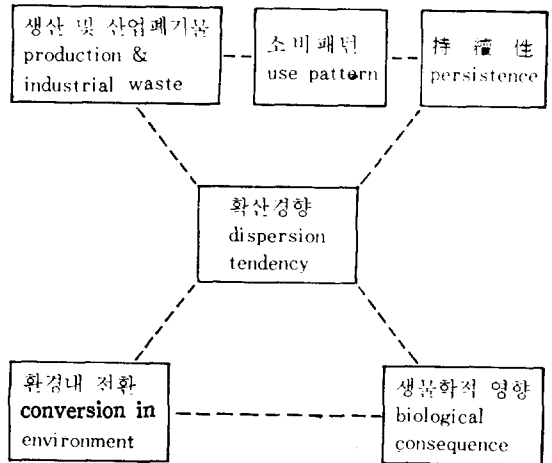 생산 및 산업폐기물
production &
industrial waste
소비패턴
use pattern
持續性
persistence
확산경향
dispersion
tendency
환경내 전환
conversion in
environment
생물학적 영향
biological
consequence